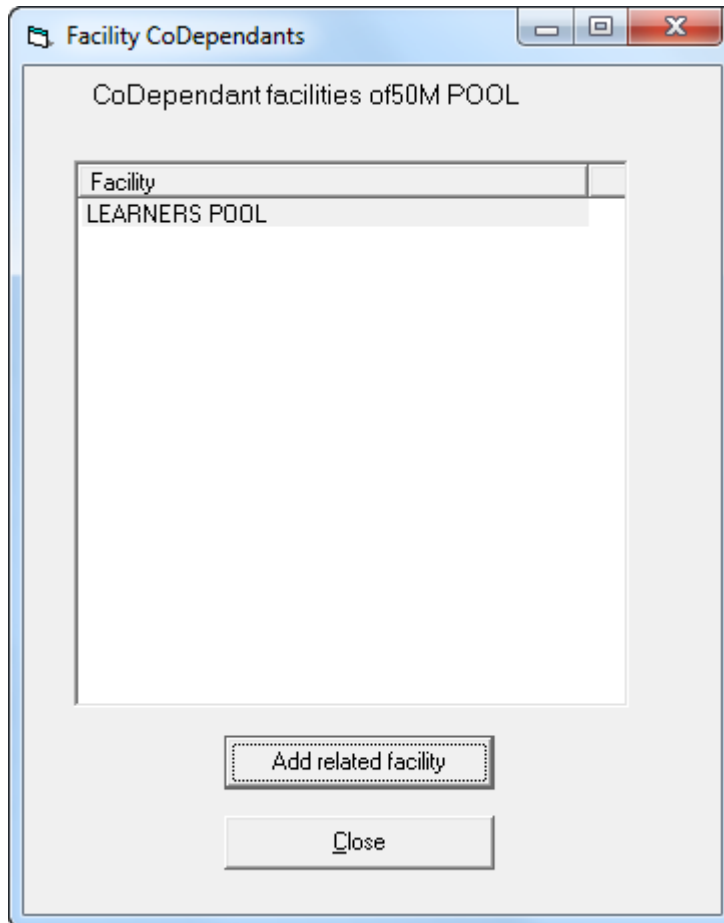 Facility CoDependants
CoDependant facilities of50M POOL
Facility
LEARNERS POOL
Add related facility
Close